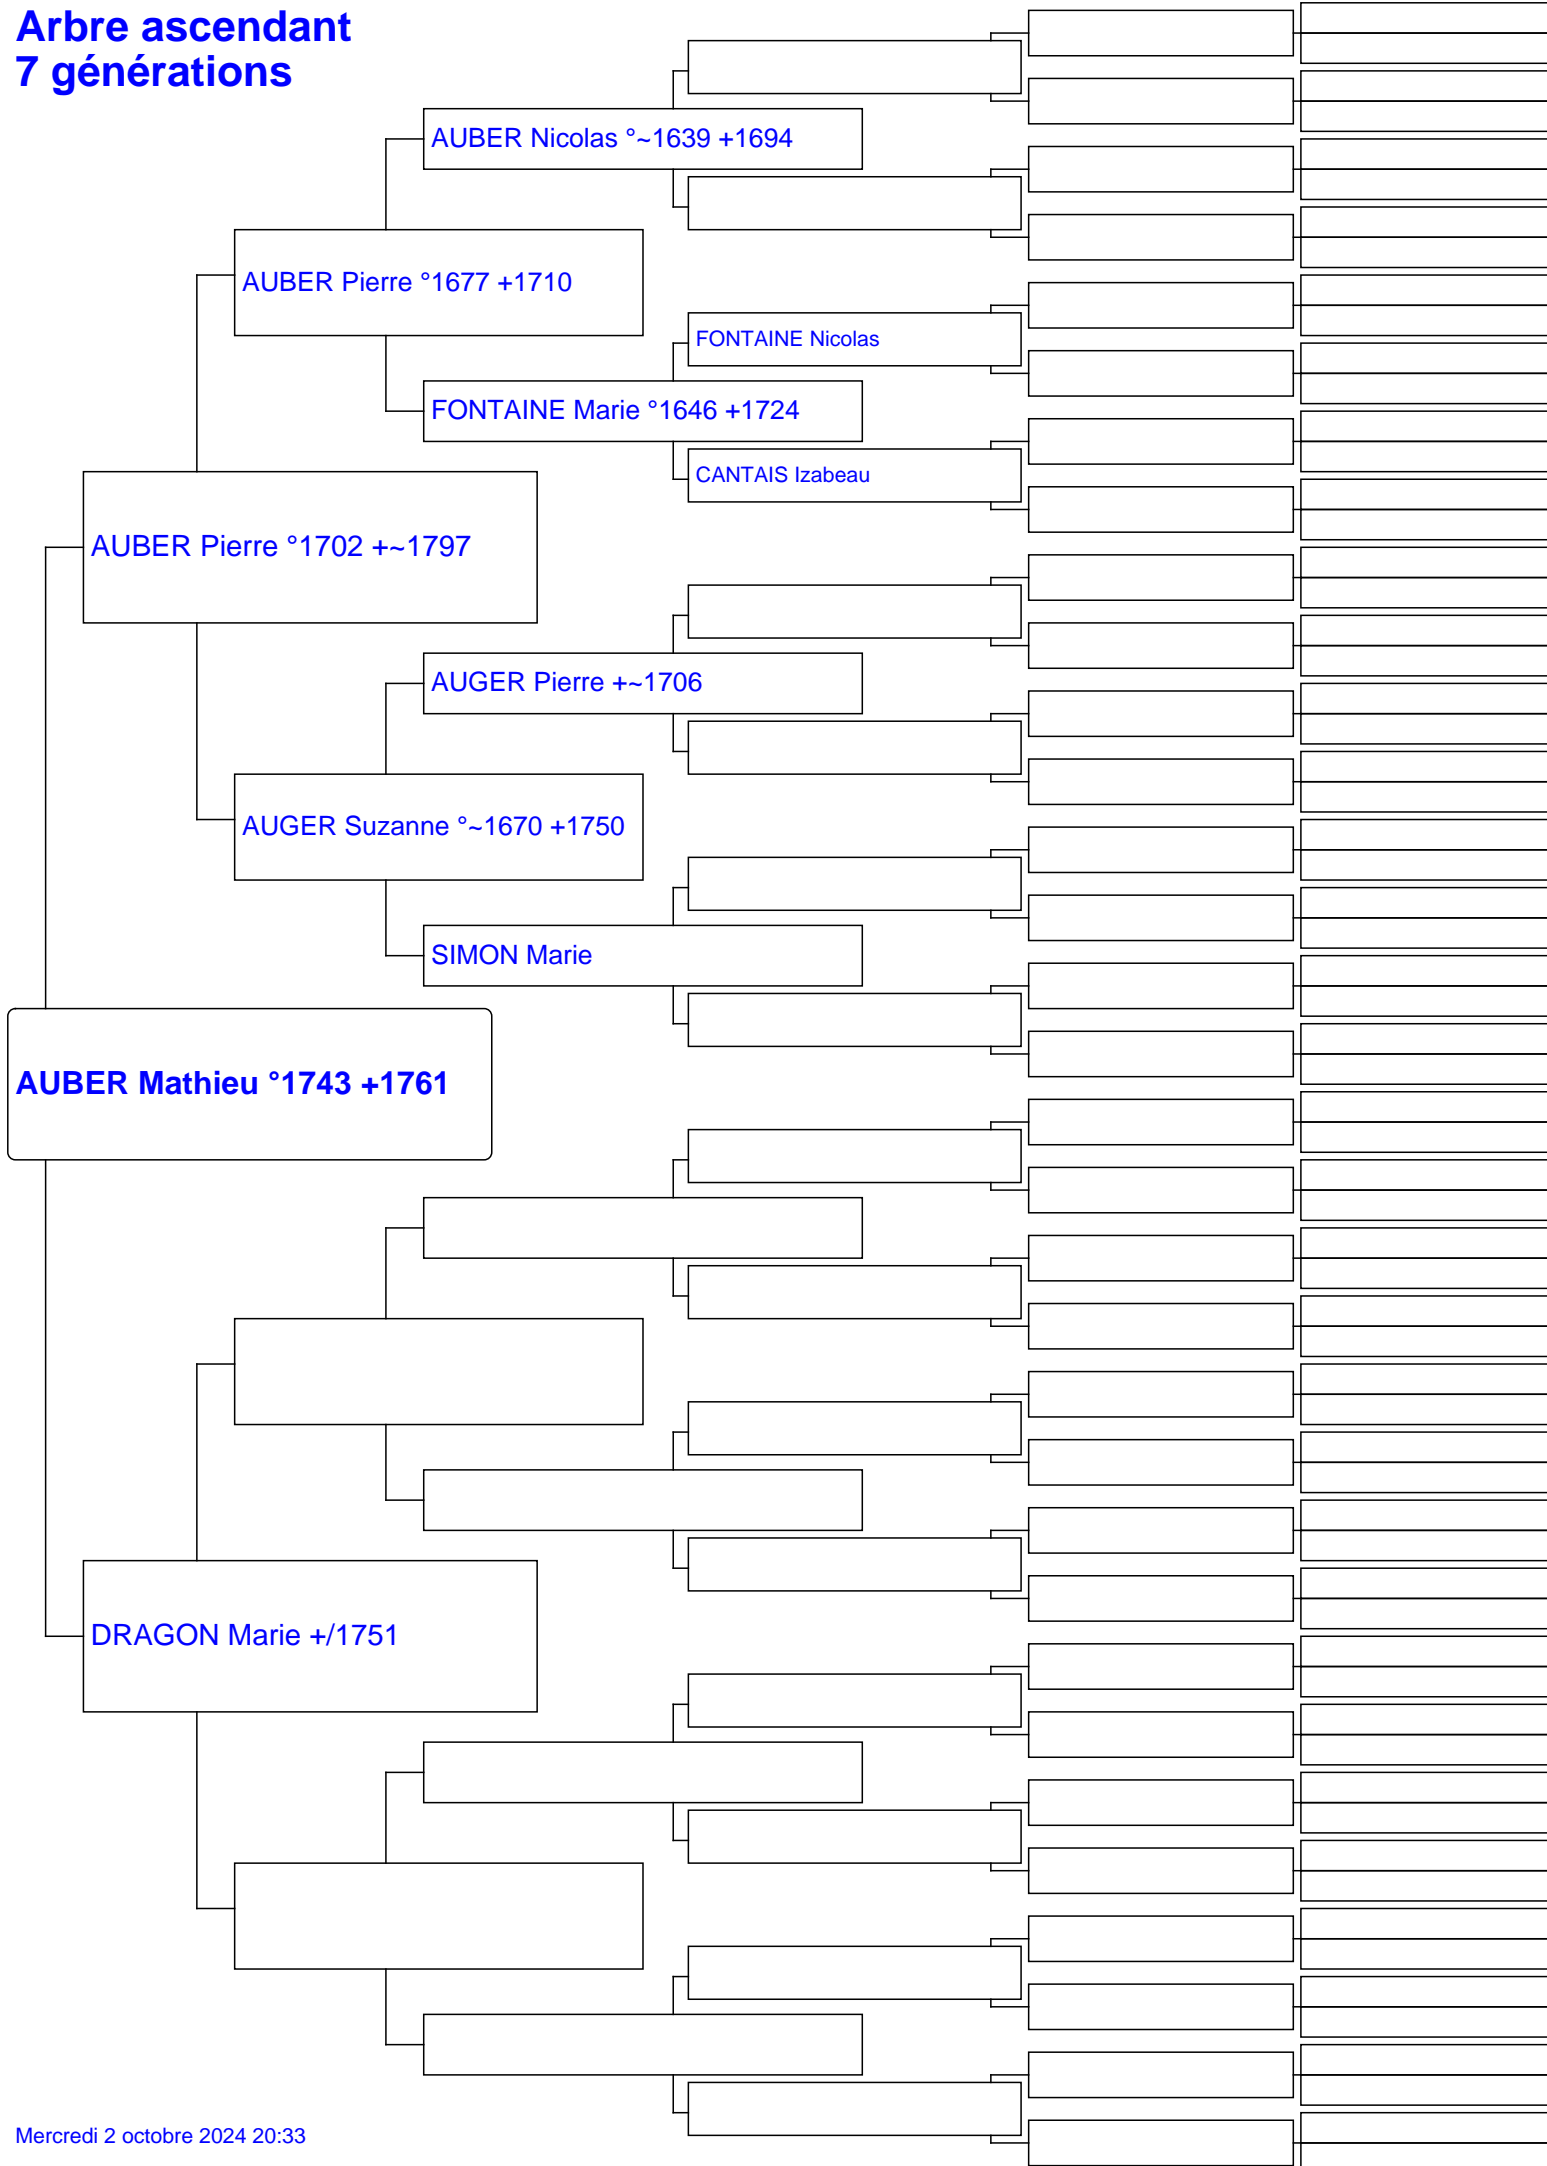 Arbre ascendant
7 générations
AUBER Nicolas °~1639 +1694
AUBER Pierre °1677 +1710
FONTAINE Nicolas
FONTAINE Marie °1646 +1724
CANTAIS Izabeau
AUBER Pierre °1702 +~1797
AUGER Pierre +~1706
AUGER Suzanne °~1670 +1750
SIMON Marie
AUBER Mathieu °1743 +1761
DRAGON Marie +/1751
Mercredi 2 octobre 2024 20:33